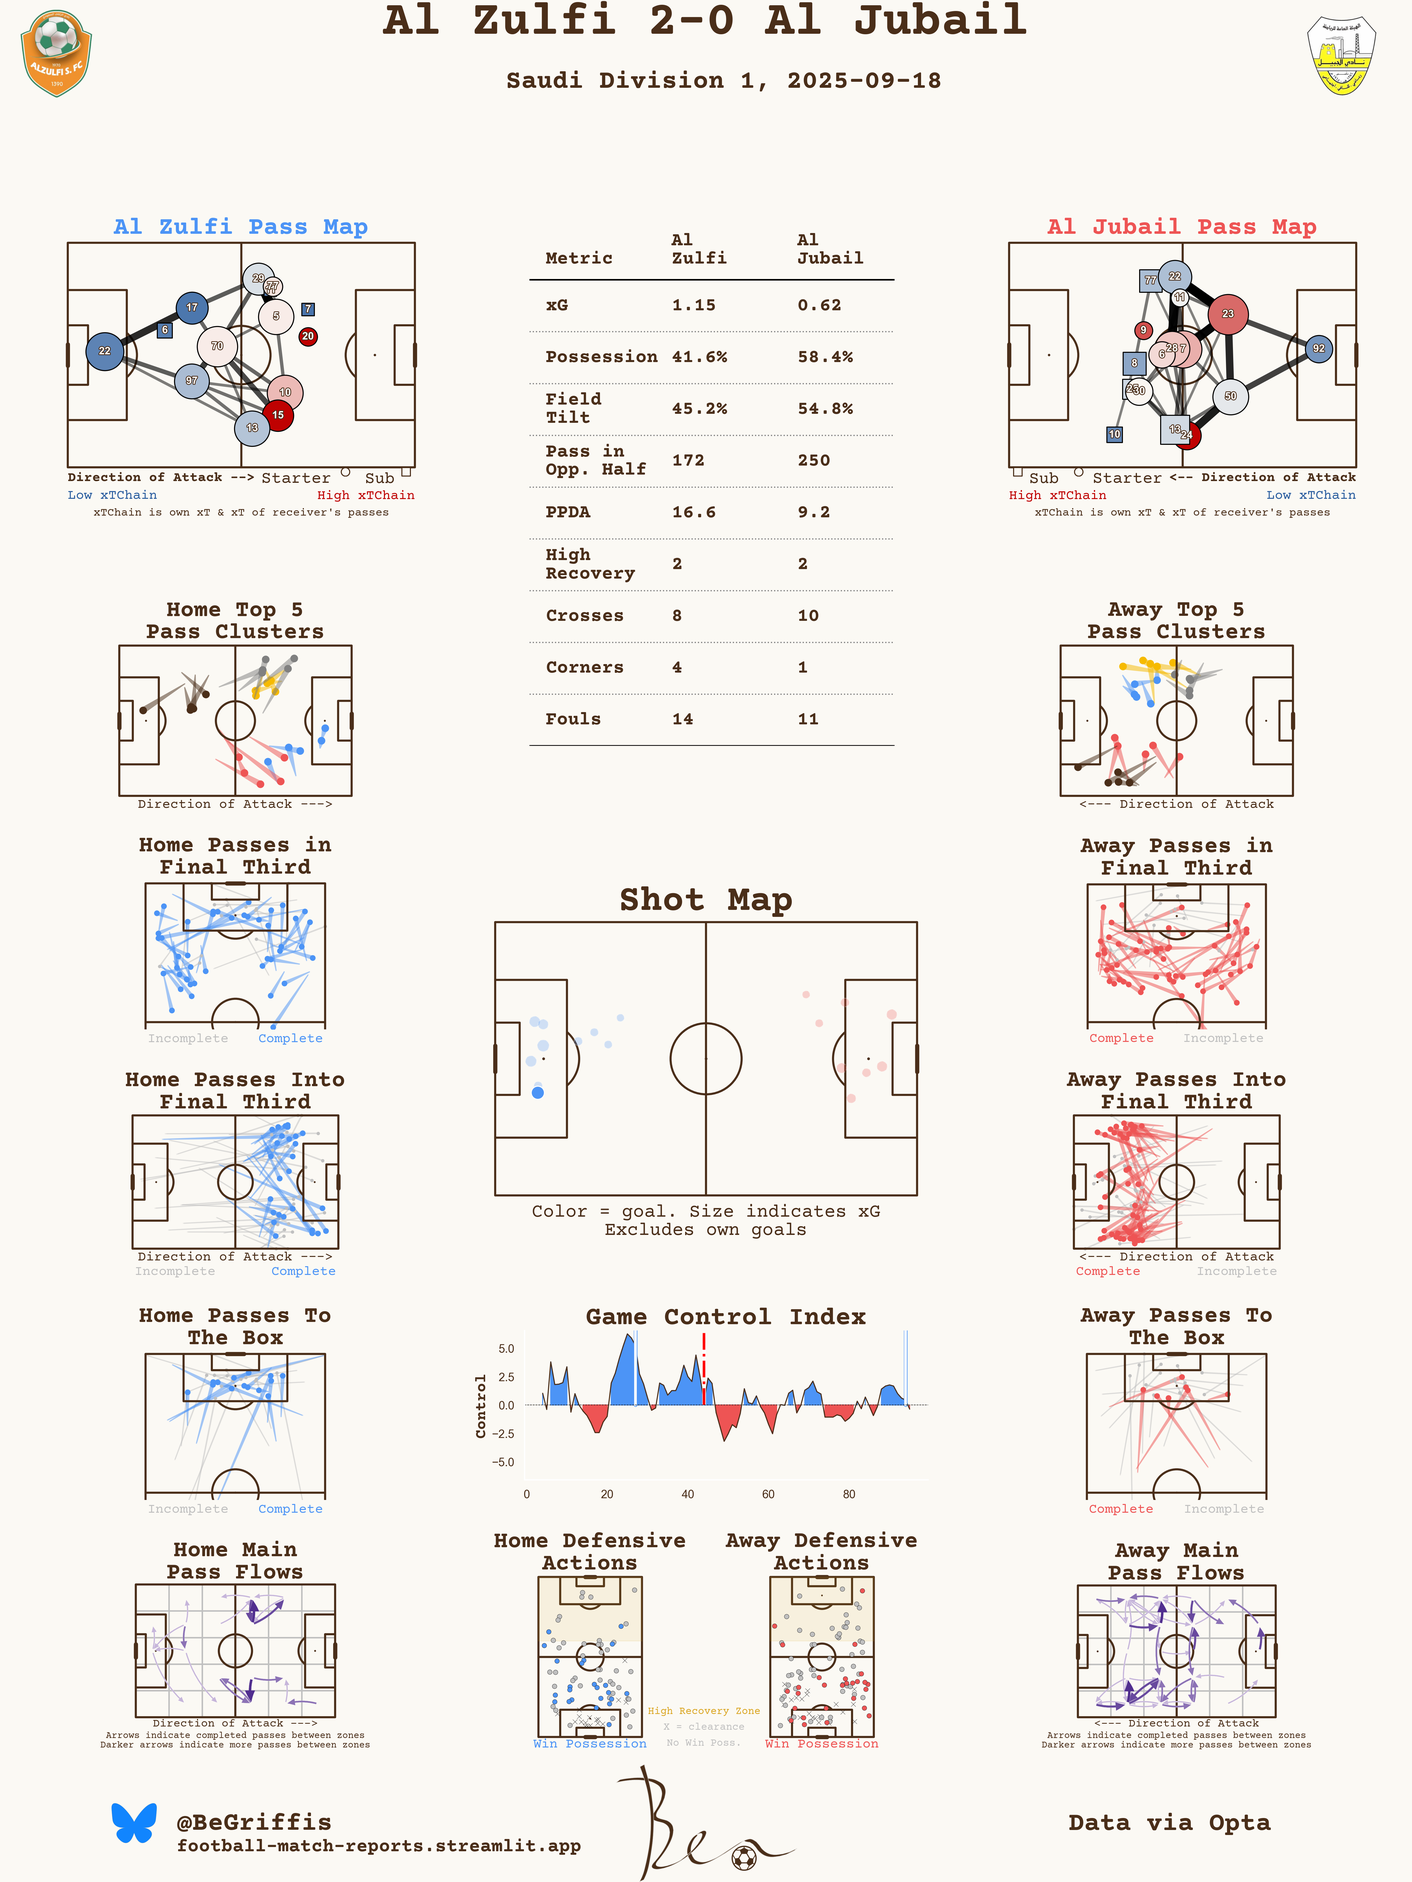 Al Zulfi 2-0 Al Jubail
Saudi Division 1, 2025-09-18
ALZULFI S. FC
Al Zulfi Pass Map
29
77
17
7
5
6
20
70
22
97
10
15
13
Direction of Attack --> Starter Sub
Low xTChain High xTChain
xTChain is own xT & xT of receiver's passes
Metric Al Zulfi Al Jubail
xG 1.15 0.62
Possession 41.6% 58.4%
Field Tilt 45.2% 54.8%
Pass in Opp. Half 172 250
PPDA 16.6 9.2
High Recovery 2 2
Crosses 8 10
Corners 4 1
Fouls 14 11
Al Jubail Pass Map
77
22
11
23
9
28
7
6
92
8
25
30
50
13
24
10
Sub Starter <-- Direction of Attack
High xTChain Low xTChain
xTChain is own xT & xT of receiver's passes
Home Top 5
Pass Clusters
Direction of Attack --->
Away Top 5
Pass Clusters
<--- Direction of Attack
Home Passes in
Final Third
Incomplete Complete
Away Passes in
Final Third
Complete Incomplete
Shot Map
Color = goal. Size indicates xG
Excludes own goals
Home Passes Into
Final Third
Direction of Attack --->
Incomplete Complete
Away Passes Into
Final Third
<--- Direction of Attack
Complete Incomplete
Home Passes To
The Box
Incomplete Complete
Game Control Index
Control
5.0
2.5
0.0
−2.5
−5.0
0 20 40 60 80
Away Passes To
The Box
Complete Incomplete
Home Main
Pass Flows
Direction of Attack --->
Arrows indicate completed passes between zones
Darker arrows indicate more passes between zones
Home Defensive
Actions
Win Possession
High Recovery Zone
X = clearance
No Win Poss.
Away Defensive
Actions
Win Possession
Away Main
Pass Flows
<--- Direction of Attack
Arrows indicate completed passes between zones
Darker arrows indicate more passes between zones
@BeGriffis
football-match-reports.streamlit.app
Ben
Data via Opta